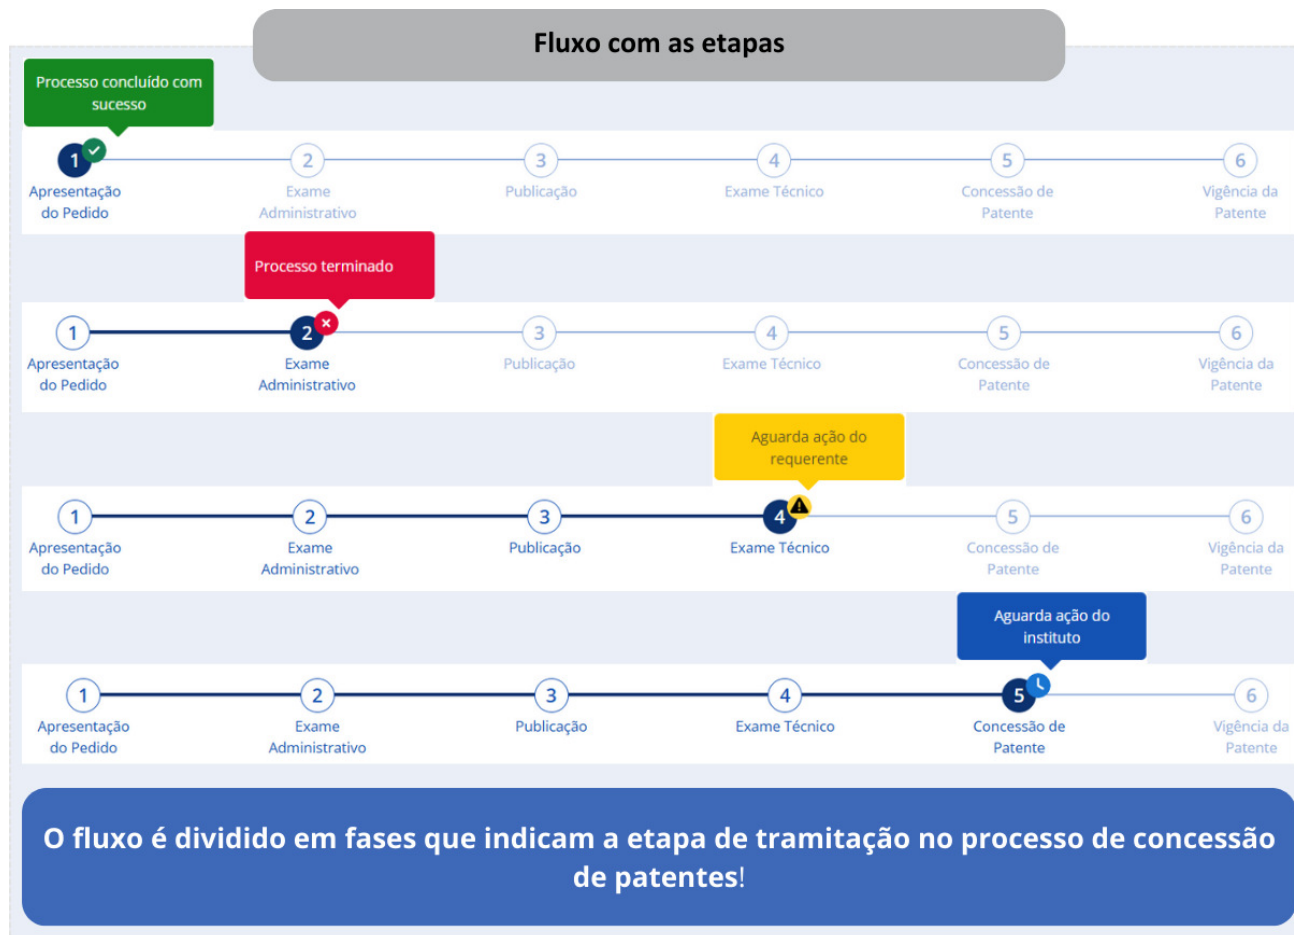 Fluxo com as etapas
Processo concluído com
sucesso
1 2 3 4 5 6
Apresentação Exame Publicação Exame Técnico Concessão de Vigência da
do Pedido Administrativo Patente Patente
Processo terminado
1 2 3 4 5 6
Apresentação Exame Publicação Exame Técnico Concessão de Vigência da
do Pedido Administrativo Patente Patente
Aguarda ação do
requerente
1 2 3 4 5 6
Apresentação Exame Publicação Exame Técnico Concessão de Vigência da
do Pedido Administrativo Patente Patente
Aguarda ação do
instituto
1 2 3 4 5 6
Apresentação Exame Publicação Exame Técnico Concessão de Vigência da
do Pedido Administrativo Patente Patente
O fluxo é dividido em fases que indicam a etapa de tramitação no processo de concessão
de patentes!